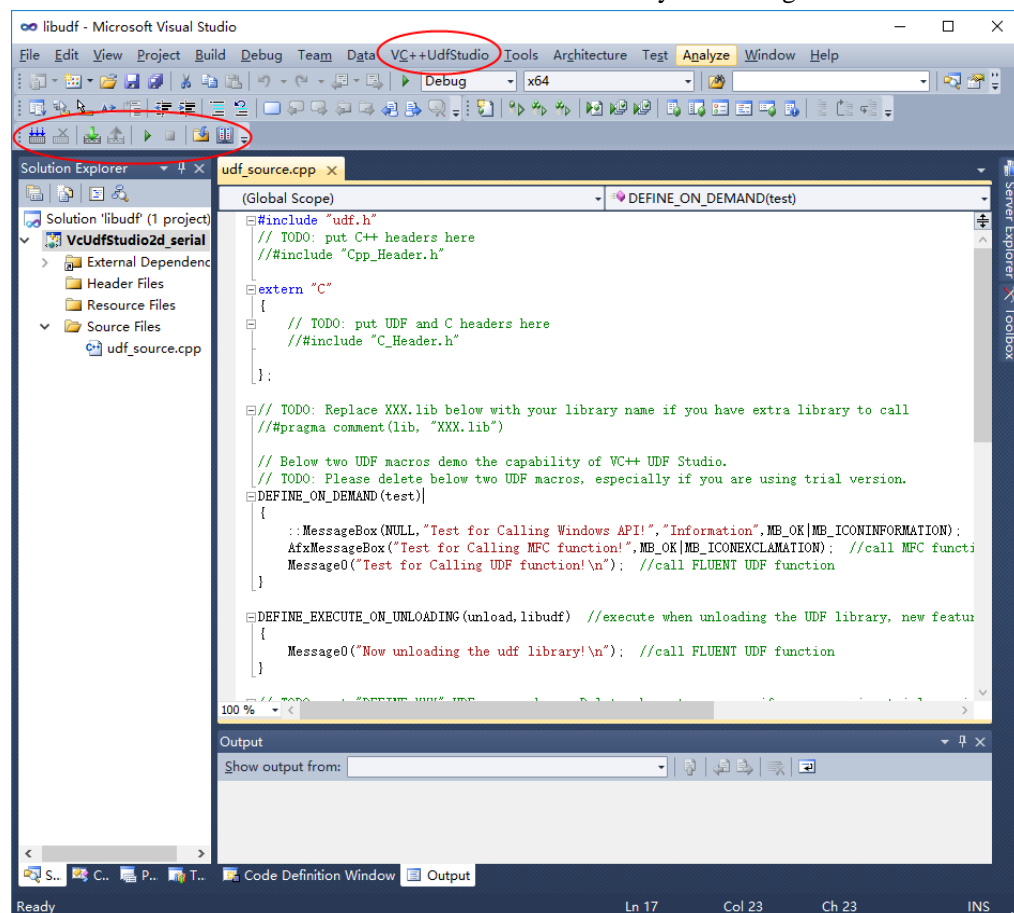 libudf - Microsoft Visual Studio
File Edit View Project Build Debug Team Data VC++UdfStudio Tools Architecture Test Analyze Window Help
Debug x64
Solution Explorer
udf_source.cpp
(Global Scope) DEFINE_ON_DEMAND(test)
Solution 'libudf' (1 project)
VcUdfStudio2d_serial
External Dependenc
Header Files
Resource Files
Source Files
udf_source.cpp
#include "udf.h"
// TODO: put C++ headers here
//#include "Cpp_Header.h"
extern "C"
{
// TODO: put UDF and C headers here
//#include "C_Header.h"
};
// TODO: Replace XXX.lib below with your library name if you have extra library to call
//#pragma comment(lib, "XXX.lib")
// Below two UDF macros demo the capability of VC++ UDF Studio.
// TODO: Please delete below two UDF macros, especially if you are using trial version.
DEFINE_ON_DEMAND(test)
{
::MessageBox(NULL,"Test for Calling Windows API!","Information",MB_OK|MB_ICONINFORMATION);
AfxMessageBox("Test for Calling MFC function!",MB_OK|MB_ICONEXCLAMATION); //call MFC functi
Message0("Test for Calling UDF function!\n"); //call FLUENT UDF function
}
DEFINE_EXECUTE_ON_UNLOADING(unload,libudf) //execute when unloading the UDF library, new featur
{
Message0("Now unloading the udf library!\n"); //call FLUENT UDF function
}
100 %
Server Explorer
Toolbox
Output
Show output from:
S... C... P... T...
Code Definition Window Output
Ready Ln 17 Col 23 Ch 23 INS